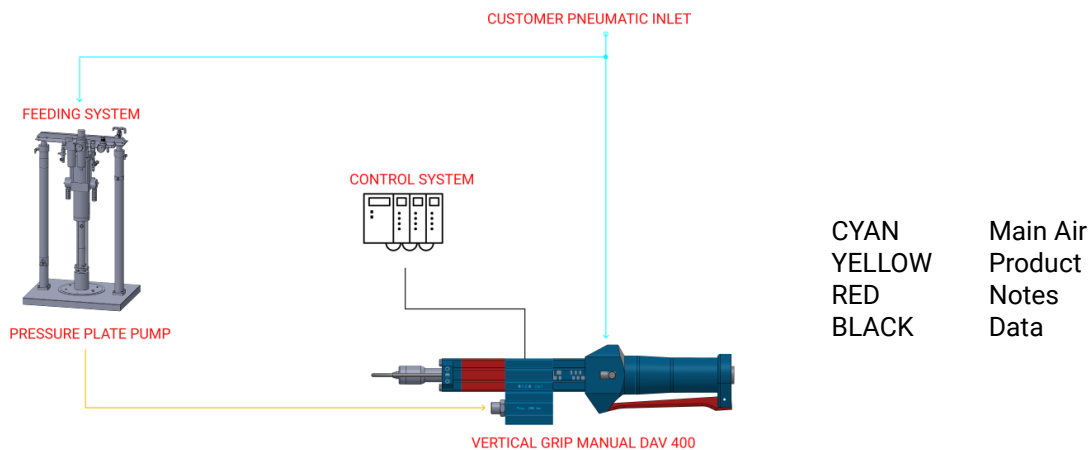 CUSTOMER PNEUMATIC INLET
FEEDING SYSTEM
CONTROL SYSTEM
PRESSURE PLATE PUMP
VERTICAL GRIP MANUAL DAV 400
CYAN Main Air
YELLOW Product
RED Notes
BLACK Data